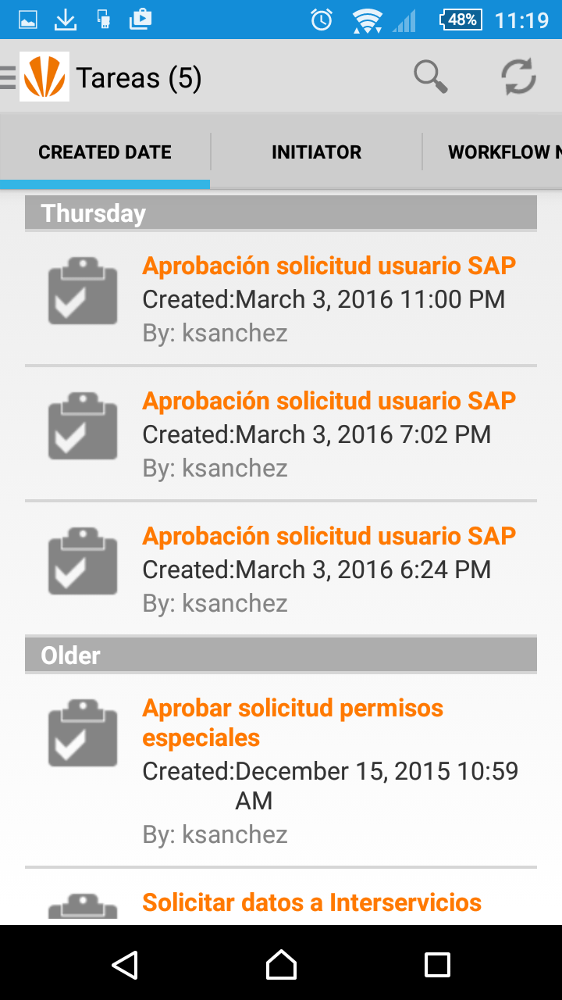 48% 11:19
Tareas (5)
CREATED DATE INITIATOR WORKFLOW
Thursday
Aprobación solicitud usuario SAP
Created:March 3, 2016 11:00 PM
By: ksanchez
Aprobación solicitud usuario SAP
Created:March 3, 2016 7:02 PM
By: ksanchez
Aprobación solicitud usuario SAP
Created:March 3, 2016 6:24 PM
By: ksanchez
Older
Aprobar solicitud permisos
especiales
Created:December 15, 2015 10:59
AM
By: ksanchez
Solicitar datos a Interservicios